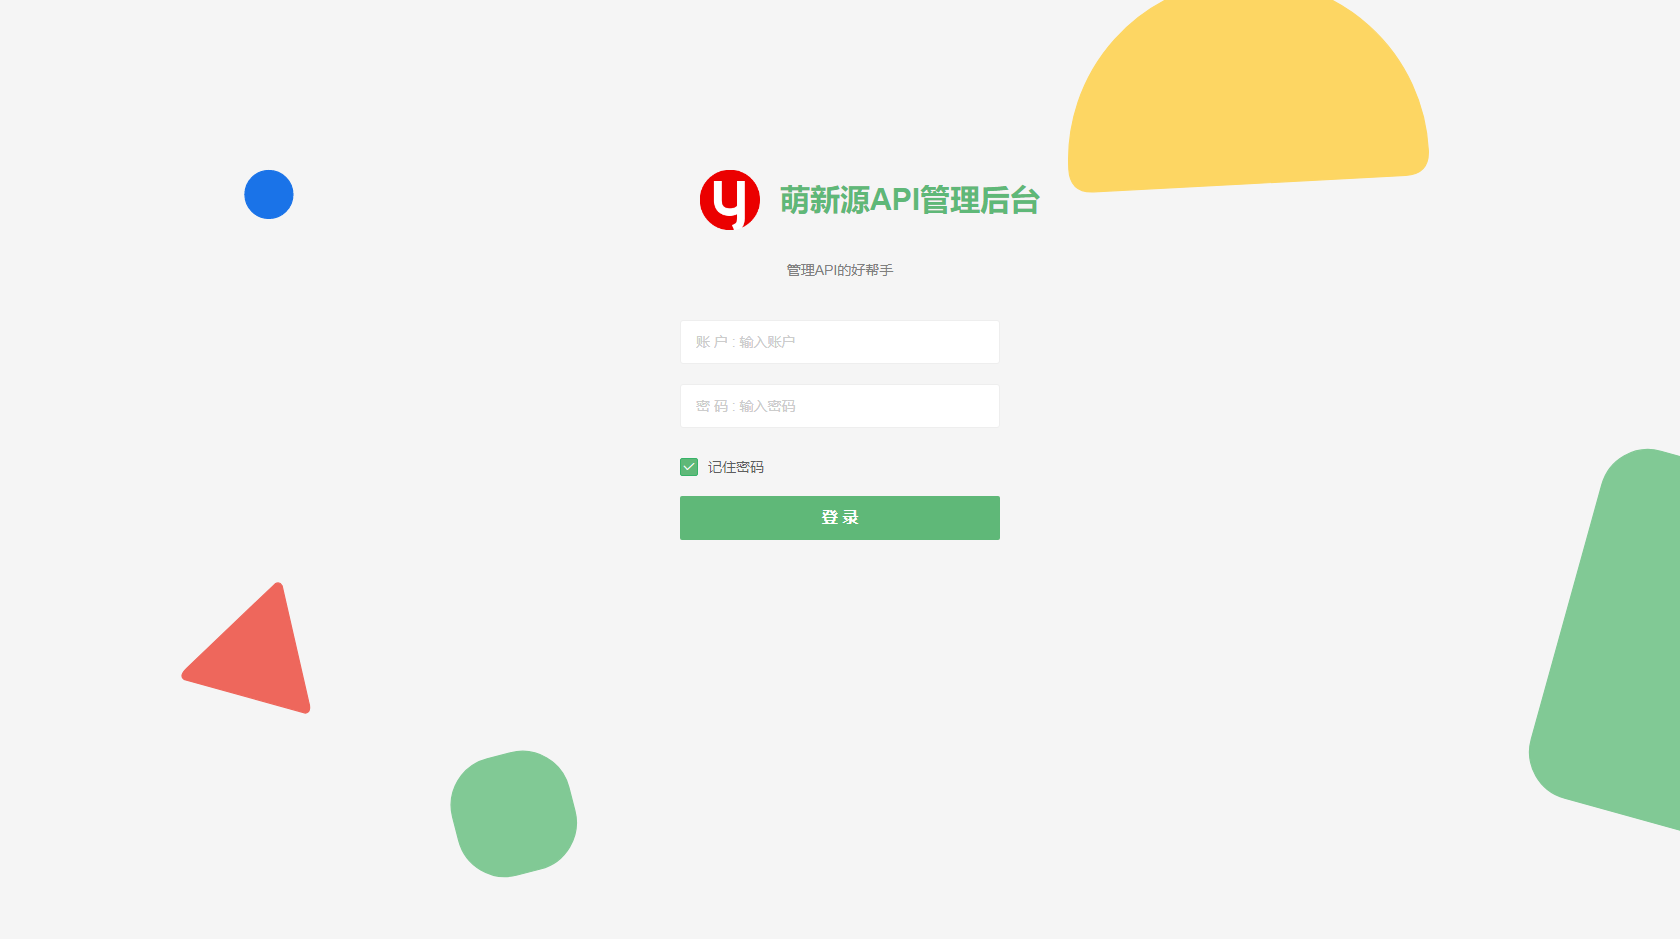 萌新源API管理后台
管理API的好帮手
账 户 : 输入账户
密 码 : 输入密码
记住密码
登 录